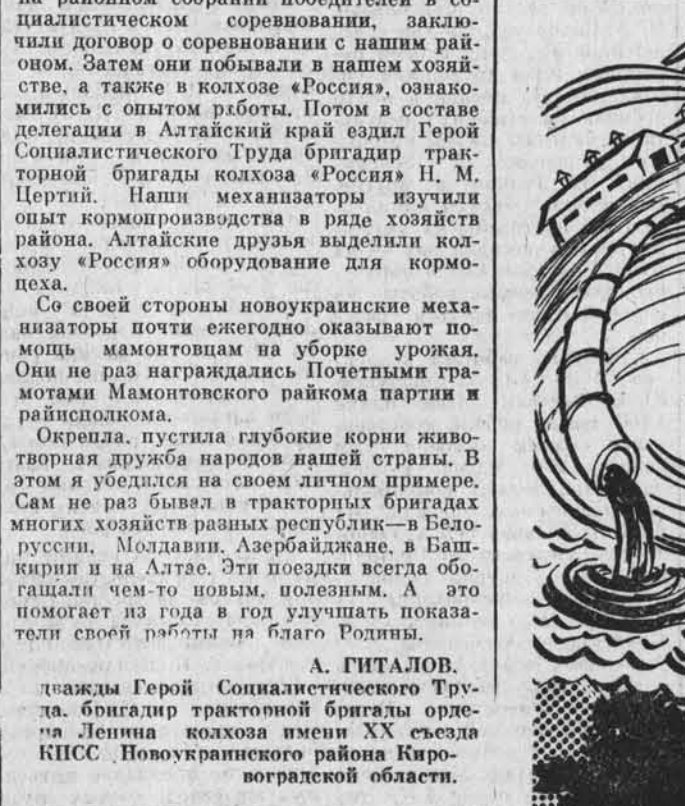 на районном собрании победителей в со-
циалистическом соревновании, заклю-
чили договор о соревновании с нашим рай-
оном. Затем они побывали в нашем хозяй-
стве, а также в колхозе «Россия», ознако-
мились с опытом работы. Потом в составе
делегации в Алтайский край ездил Герой
Социалистического Труда бригадир трак-
торной бригады колхоза «Россия» Н. М.
Цертий. Наши механизаторы изучили
опыт кормопроизводства в ряде хозяйств
района. Алтайские друзья выделили кол-
хозу «Россия» оборудование для кормо-
цеха.
Со своей стороны новоукраинские меха-
низаторы почти ежегодно оказывают по-
мощь мамонтовцам на уборке урожая.
Они не раз награждались Почетными гра-
мотами Мамонтовского райкома партии и
райисполкома.
Окрепла, пустила глубокие корни живо-
творная дружба народов нашей страны. В
этом я убедился на своем личном примере.
Сам не раз бывал в тракторных бригадах
многих хозяйств разных республик—в Бело-
руссии, Молдавии, Азербайджане, в Баш-
кирии и на Алтае. Эти поездки всегда обо-
гащали чем-то новым, полезным. А это
помогает из года в год улучшать показа-
тели своей работы на благо Родины.
А. ГИТАЛОВ.
дважды Герой Социалистического Тру-
да, бригадир тракторной бригады орде-
на Ленина колхоза имени XX съезда
КПСС Новоукраинского района Киро-
воградской области.